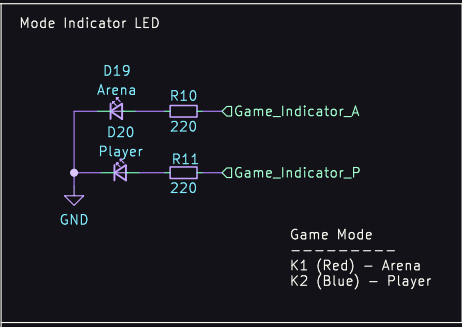 Mode Indicator LED
D19
Arena
R10
220
Game_Indicator_A
D20
Player
R11
220
Game_Indicator_P
GND
Game Mode
----------
K1 (Red) - Arena
K2 (Blue) - Player